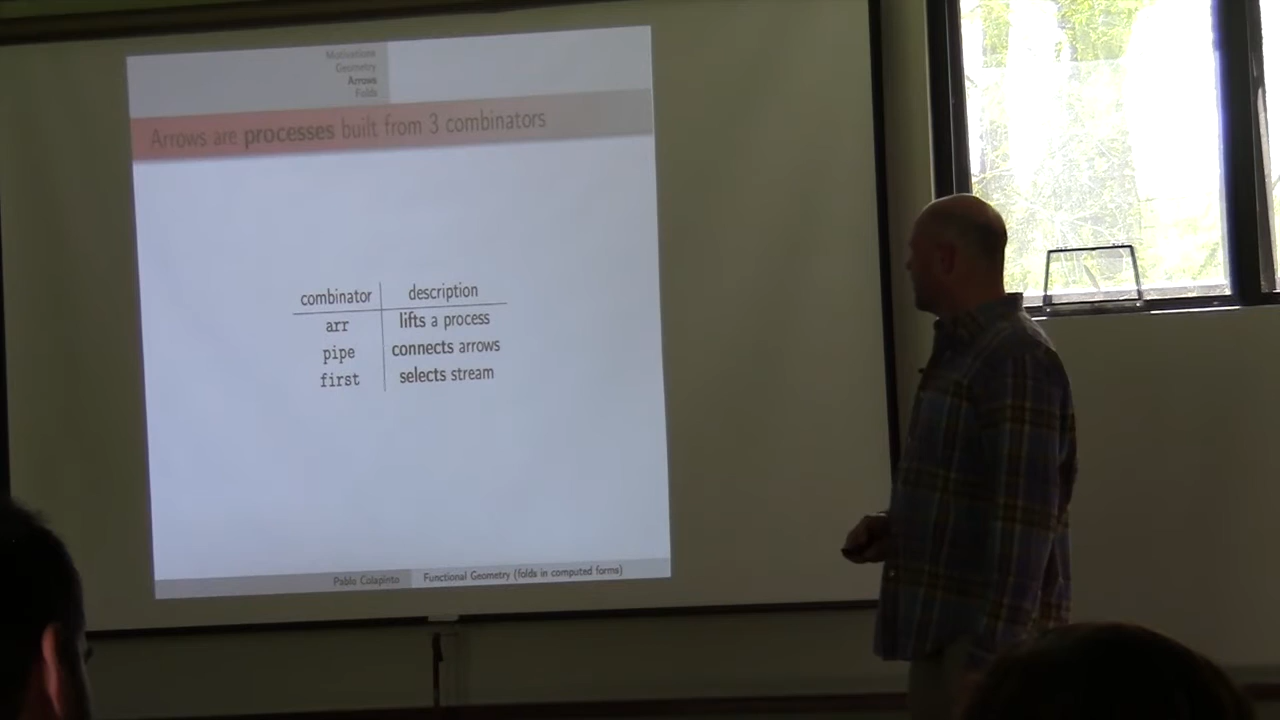 Motivations
Geometry
Arrows
Folds
Arrows are processes built from 3 combinators
combinator description
arr lifts a process
pipe connects arrows
first selects stream
Pablo Colapinto Functional Geometry (folds in computed forms)